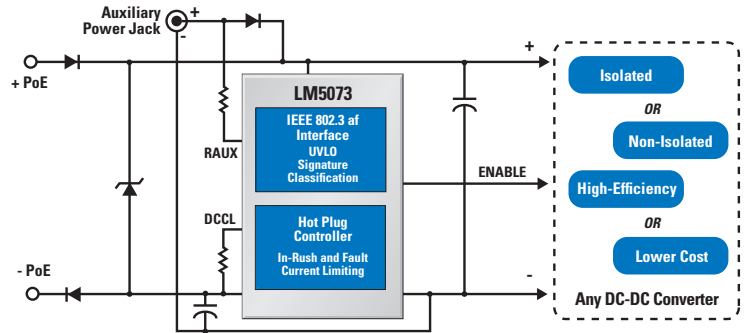 Auxiliary
Power Jack
+
-
+ PoE
- PoE
RAUX
DCCL
LM5073
IEEE 802.3 af
Interface
UVLO
Signature
Classification
Hot Plug
Controller
In-Rush and Fault
Current Limiting
+
ENABLE
-
Isolated
OR
Non-Isolated
High-Efficiency
OR
Lower Cost
Any DC-DC Converter